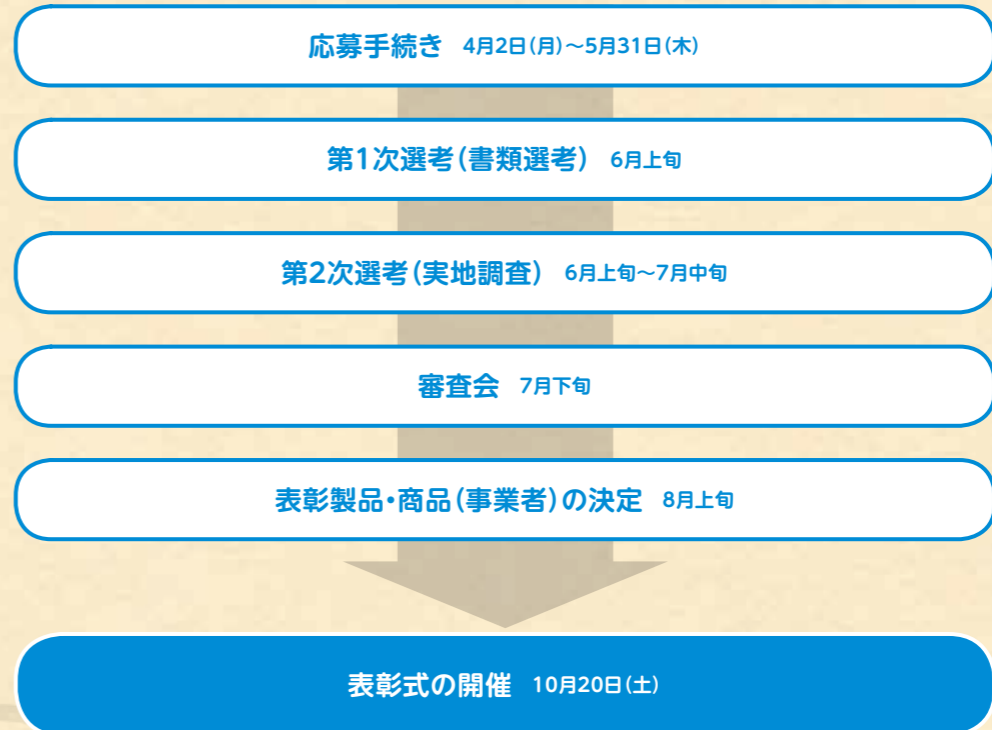 応募手続き 4月2日(月)～5月31日(木)
第1次選考(書類選考) 6月上旬
第2次選考(実地調査) 6月上旬～7月中旬
審査会 7月下旬
表彰製品・商品(事業者)の決定 8月上旬
表彰式の開催 10月20日(土)